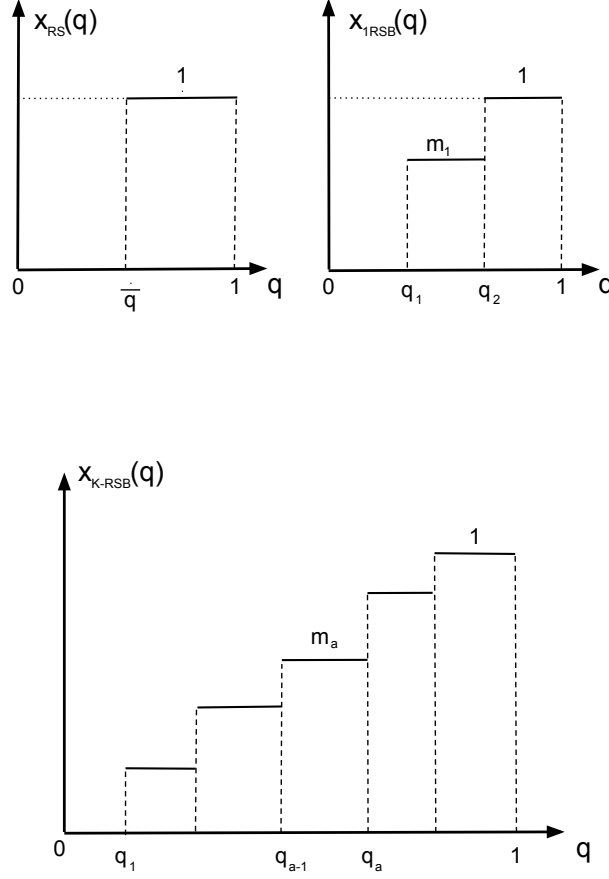 x_RS(q)
1
0
q̅
1
q
x_1RSB(q)
1
m_1
0
q_1
q_2
1
q
x_K-RSB(q)
1
m_a
0
q_1
q_a-1
q_a
1
q